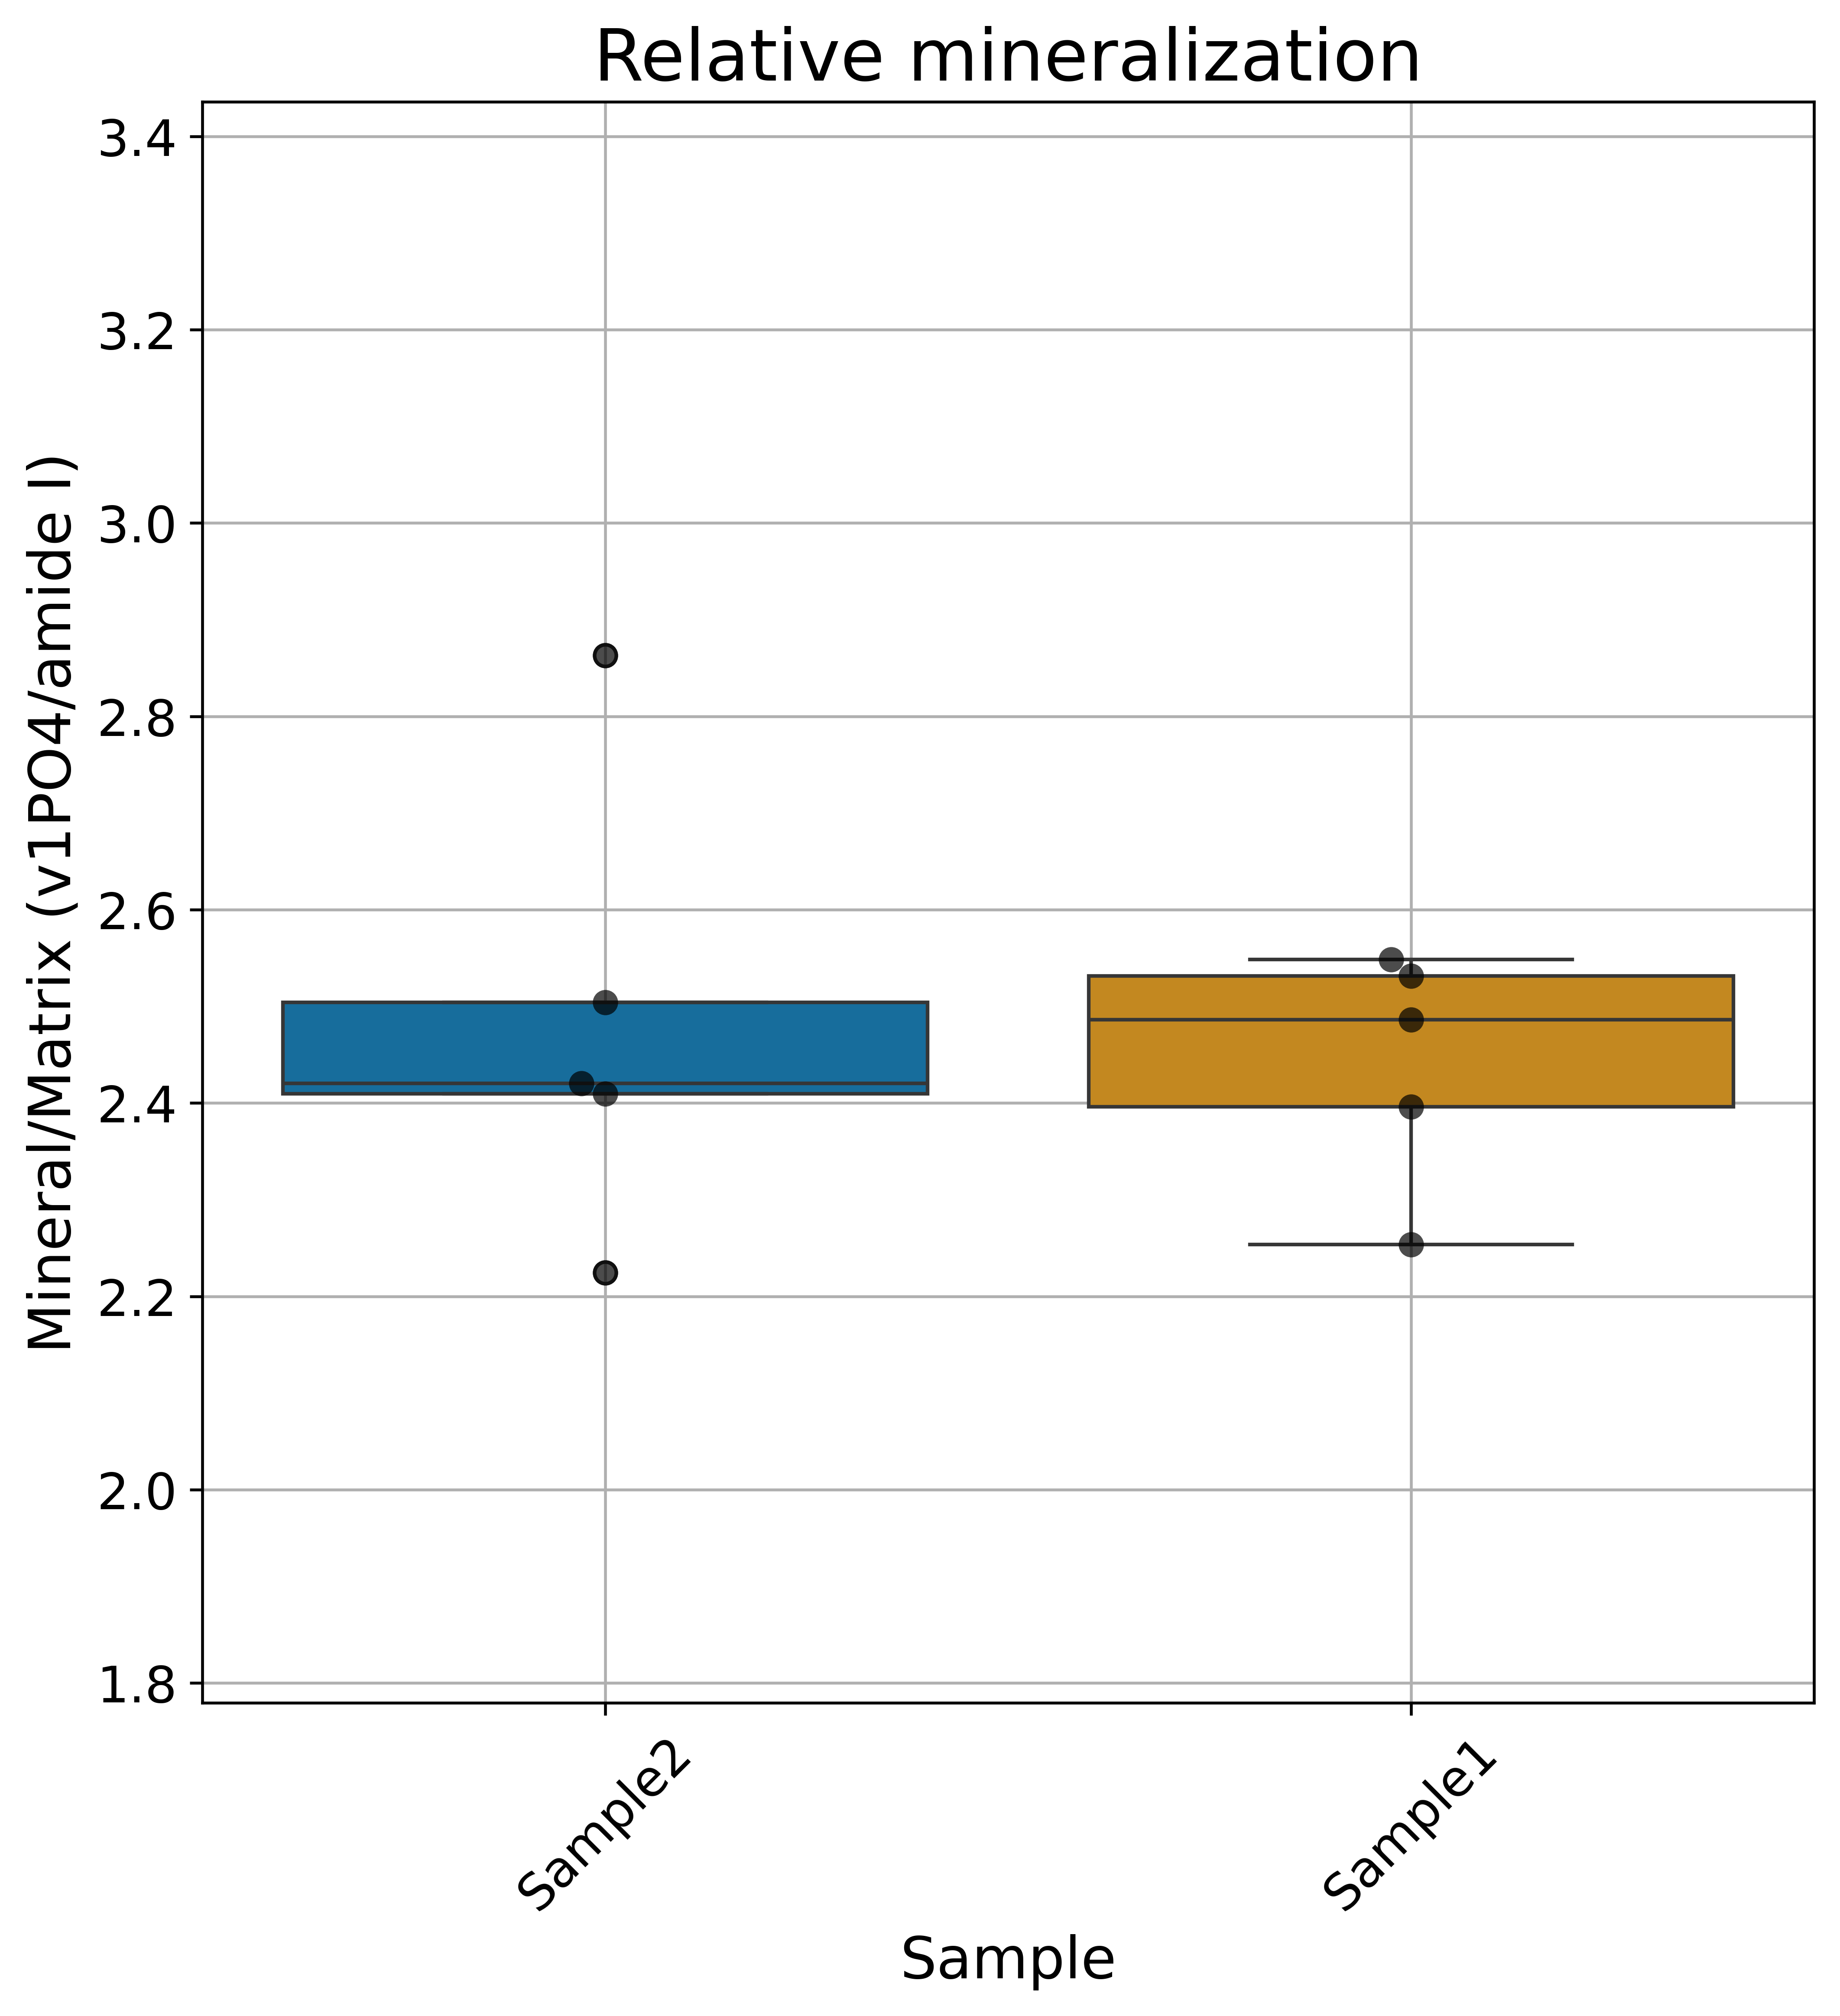 Relative mineralization
Mineral/Matrix (v1PO4/amide I)
3.4
3.2
3.0
2.8
2.6
2.4
2.2
2.0
1.8
Sample2
Sample1
Sample